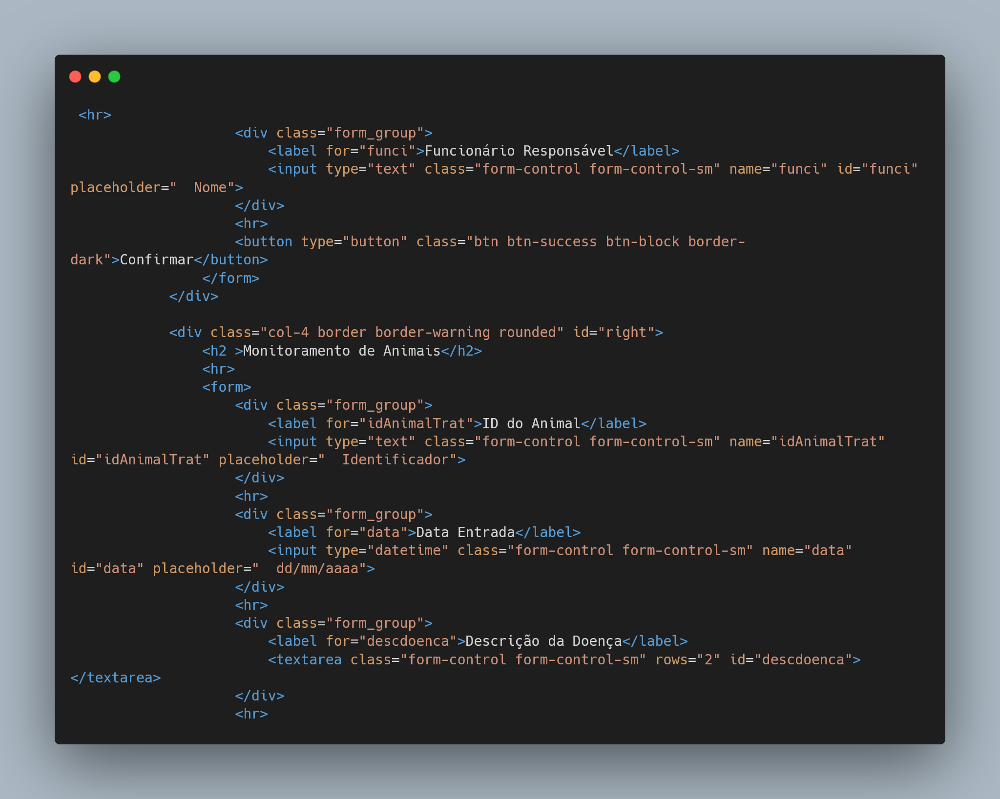 <hr>
<div class="form_group">
<label for="funci">Funcionário Responsável</label>
<input type="text" class="form-control form-control-sm" name="funci" id="funci"
placeholder="  Nome">
</div>
<hr>
<button type="button" class="btn btn-success btn-block border-
dark">Confirmar</button>
</form>
</div>
<div class="col-4 border border-warning rounded" id="right">
<h2 >Monitoramento de Animais</h2>
<hr>
<form>
<div class="form_group">
<label for="idAnimalTrat">ID do Animal</label>
<input type="text" class="form-control form-control-sm" name="idAnimalTrat"
id="idAnimalTrat" placeholder="  Identificador">
</div>
<hr>
<div class="form_group">
<label for="data">Data Entrada</label>
<input type="datetime" class="form-control form-control-sm" name="data"
id="data" placeholder="  dd/mm/aaaa">
</div>
<hr>
<div class="form_group">
<label for="descdoenca">Descrição da Doença</label>
<textarea class="form-control form-control-sm" rows="2" id="descdoenca">
</textarea>
</div>
<hr>